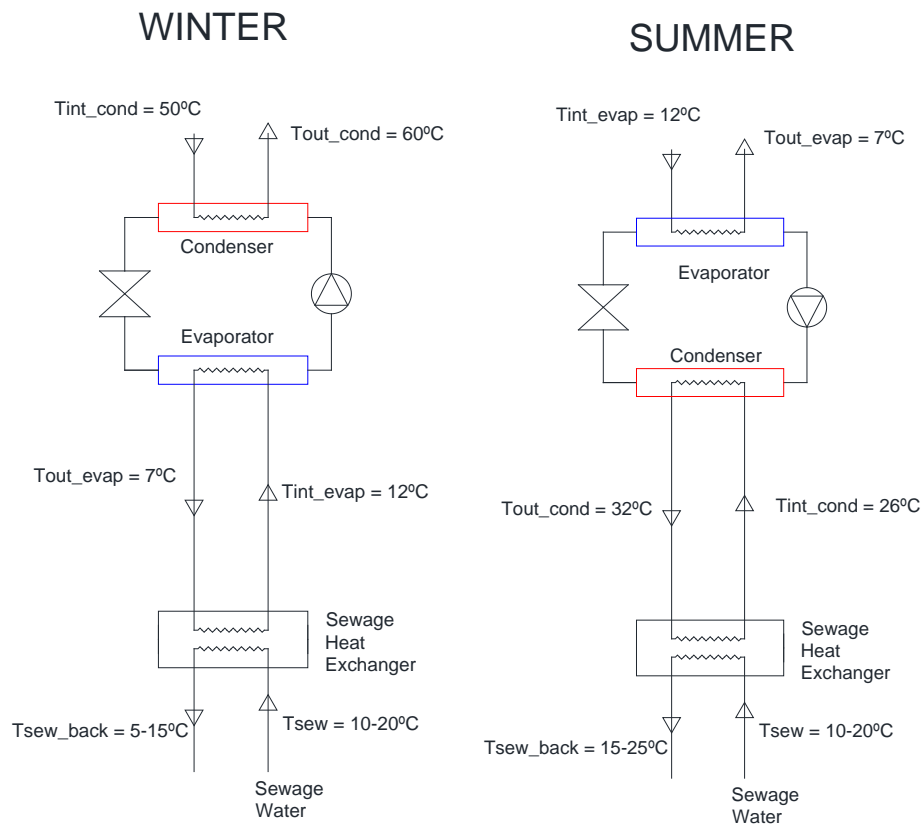 WINTER
Tint_cond = 50ºC
Tout_cond = 60ºC
Condenser
Evaporator
Tout_evap = 7ºC
Tint_evap = 12ºC
Sewage
Heat
Exchanger
Tsew_back = 5-15ºC
Tsew = 10-20ºC
Sewage
Water
SUMMER
Tint_evap = 12ºC
Tout_evap = 7ºC
Evaporator
Condenser
Tout_cond = 32ºC
Tint_cond = 26ºC
Sewage
Heat
Exchanger
Tsew_back = 15-25ºC
Tsew = 10-20ºC
Sewage
Water